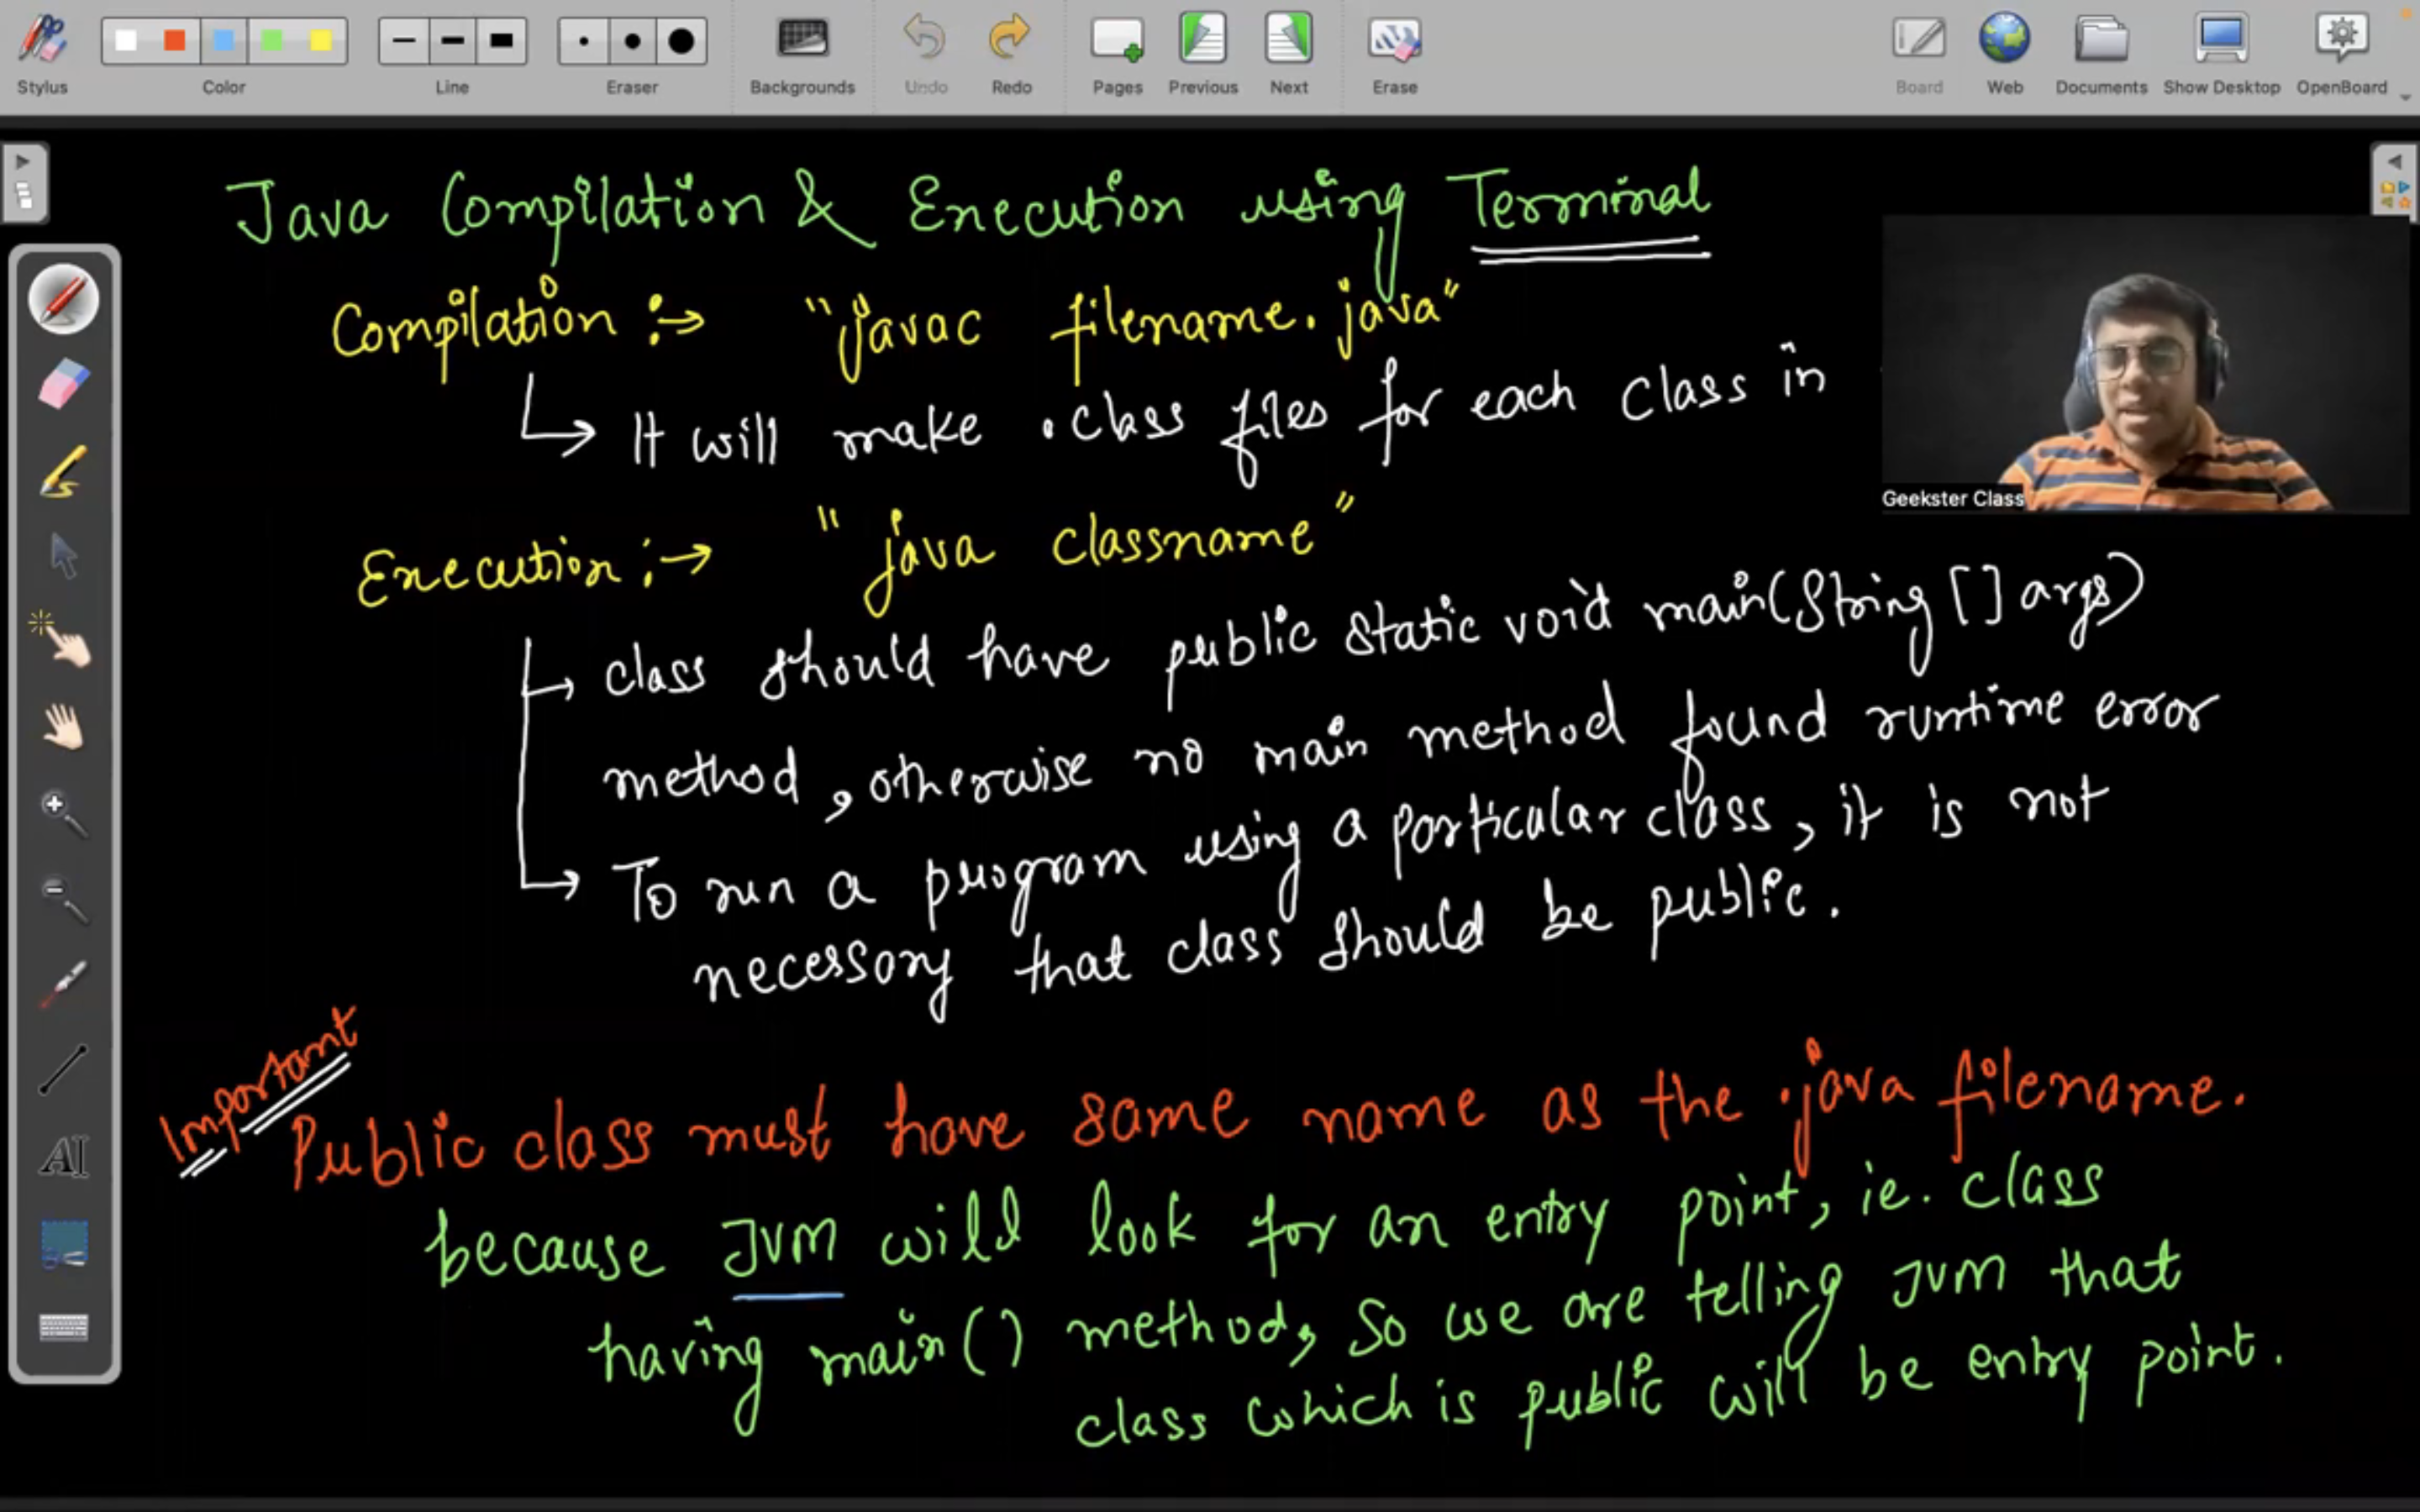 Stylus Color Line Eraser Backgrounds Undo Redo Pages Previous Next Erase Board Web Documents Show Desktop OpenBoard
Java Compilation & Execution using Terminal
Compilation :→ "javac filename.java"
↳ It will make .class files for each class in
Geekster Class
Execution :→ "java classname"
→ class should have public static void main(String [] args)
method, otherwise no main method found runtime error
→ To run a program using a particular class, it is not
necessary that class should be public.
Important
Public class must have same name as the .java filename.
because JVM will look for an entry point, ie. class
having main() method, So we are telling JVM that
class which is public will be entry point.
AI